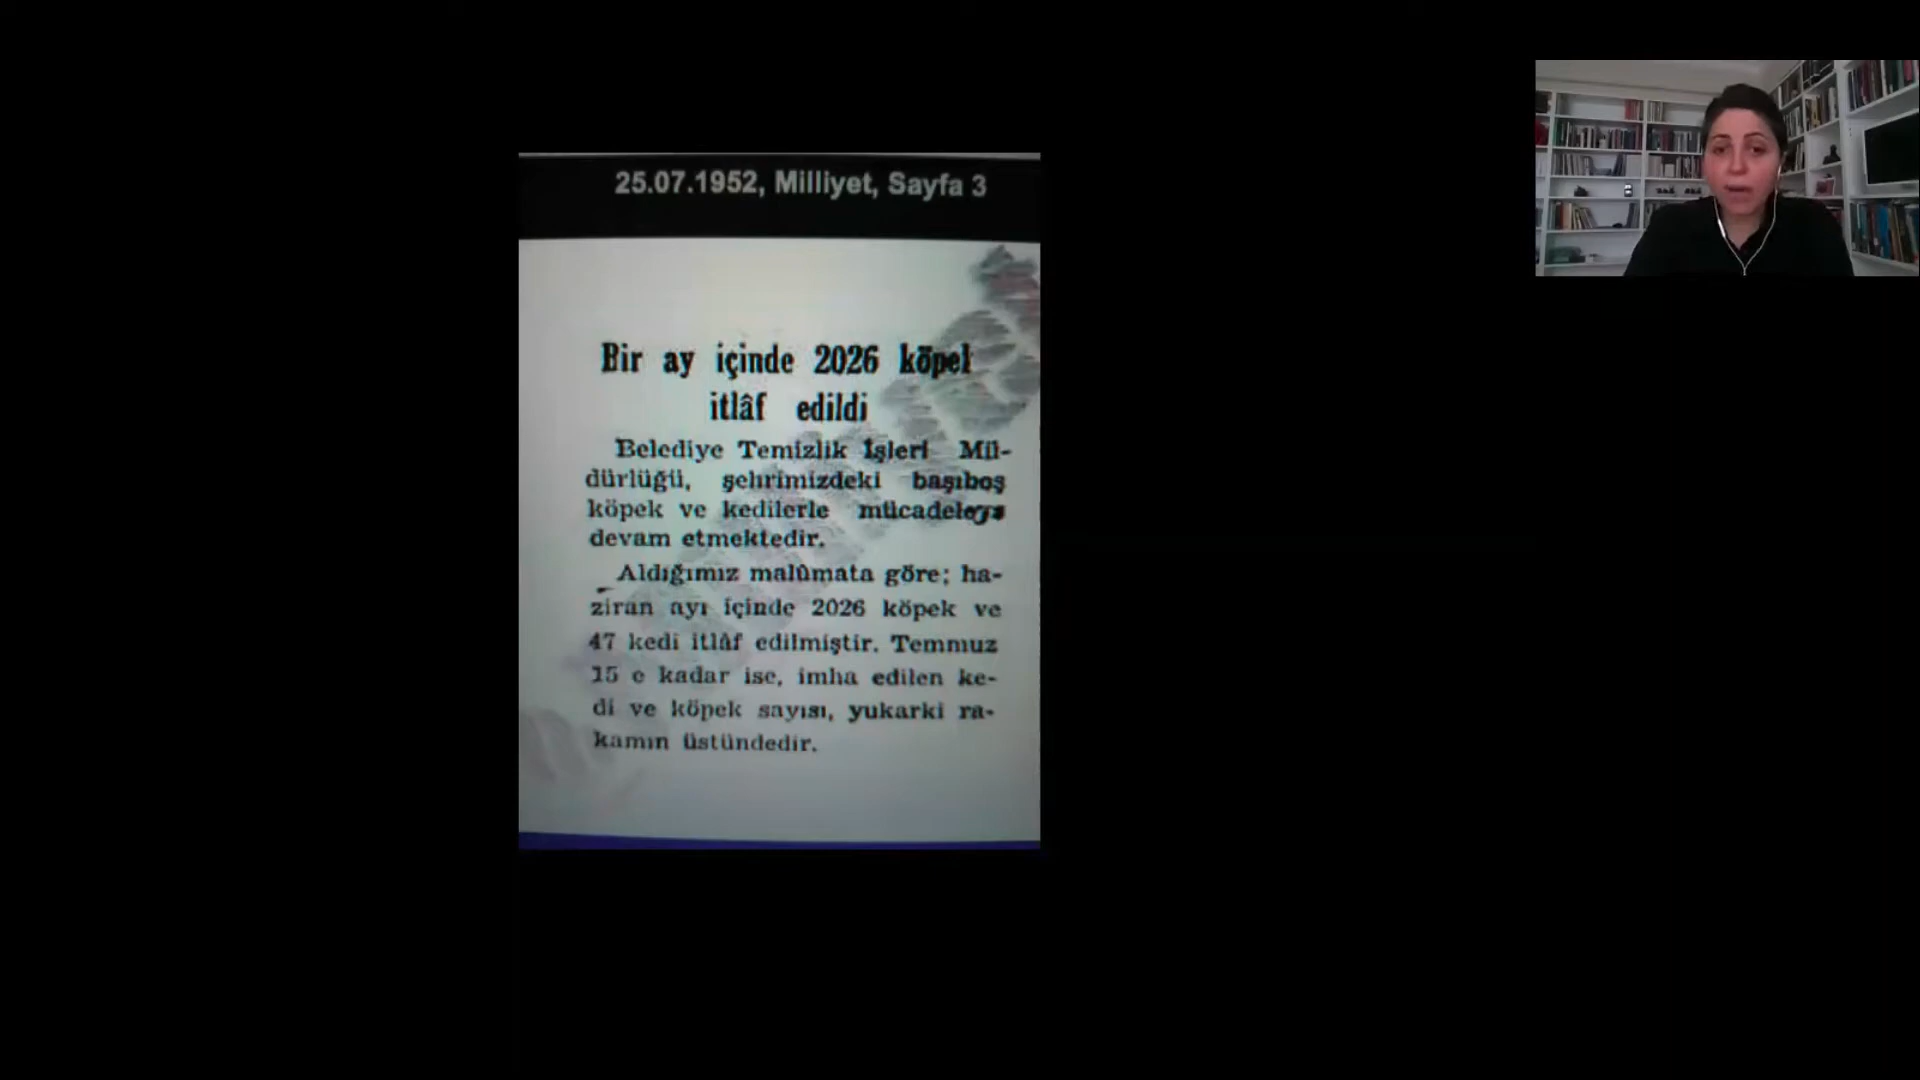 25.07.1952, Milliyet, Sayfa 3
Bir ay içinde 2026 köpek
itlâf edildi
Belediye Temizlik İşleri Mü-
dürlüğü, şehrimizdeki başıboş
köpek ve kedilerle mücadeleye
devam etmektedir.
Aldığımız malûmata göre; ha-
ziran ayı içinde 2026 köpek ve
47 kedi itlâf edilmiştir. Temmuz
15 e kadar ise, imha edilen ke-
di ve köpek sayısı, yukarki ra-
kamın üstündedir.